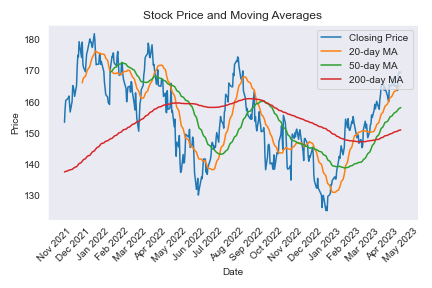 Stock Price and Moving Averages
Closing Price
20-day MA
50-day MA
200-day MA
Price
180
170
160
150
140
130
Nov 2021
Dec 2021
Jan 2022
Feb 2022
Mar 2022
Apr 2022
May 2022
Jun 2022
Jul 2022
Aug 2022
Sep 2022
Oct 2022
Nov 2022
Dec 2022
Jan 2023
Feb 2023
Mar 2023
Apr 2023
May 2023
Date